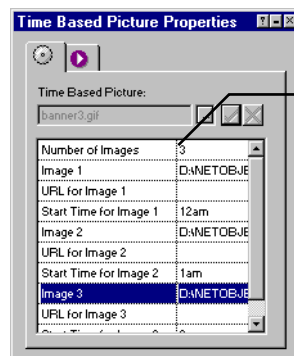 Time Based Picture Properties
Time Based Picture:
banner3.gif
Number of Images 3
Image 1 D:\NETOBJE
URL for Image 1
Start Time for Image 1 12am
Image 2 D:\NETOBJE
URL for Image 2
Start Time for Image 2 1am
Image 3 D:\NETOBJE
URL for Image 3